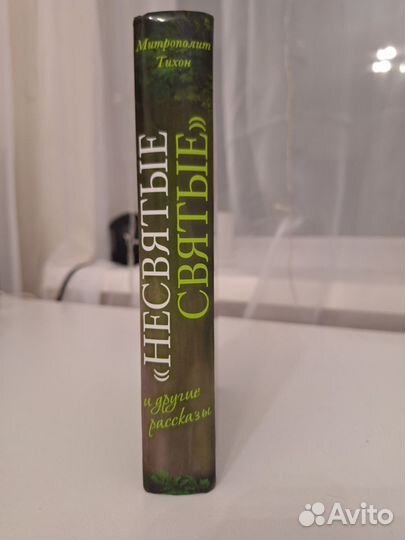 Митрополит
Тихон
«НЕСВЯТЫЕ
СВЯТЫЕ»
и другие
рассказы
Avito